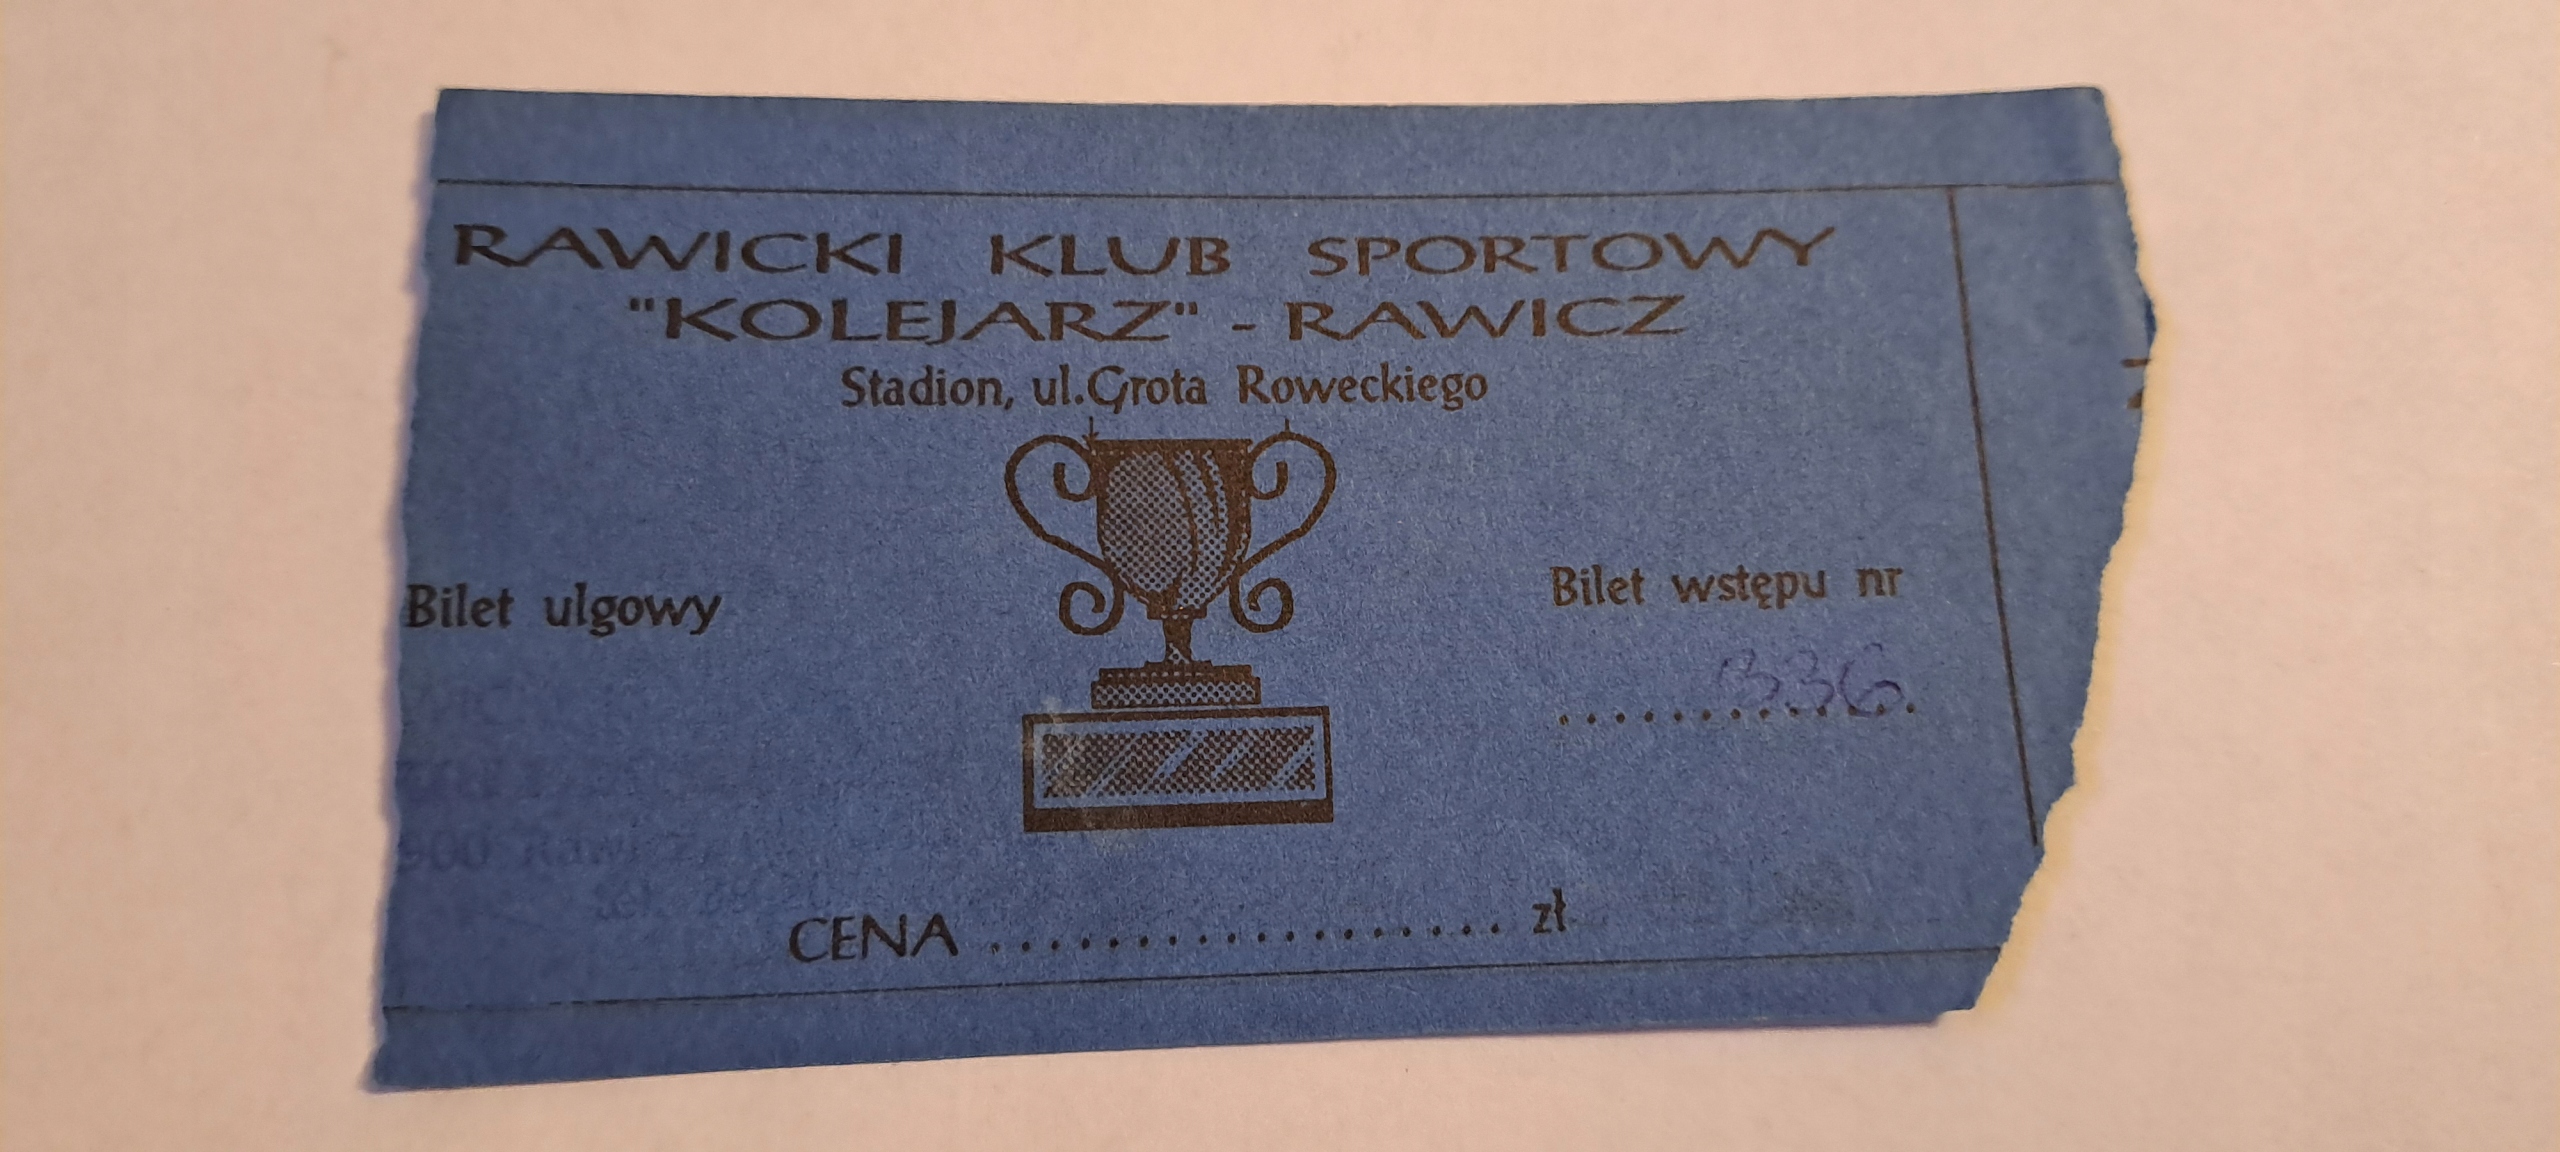 RAWICKI KLUB SPORTOWY
"KOLEJARZ" - RAWICZ
Stadion, ul.Grota Roweckiego
Bilet ulgowy
Bilet wstępu nr
336
CENA .................. zł